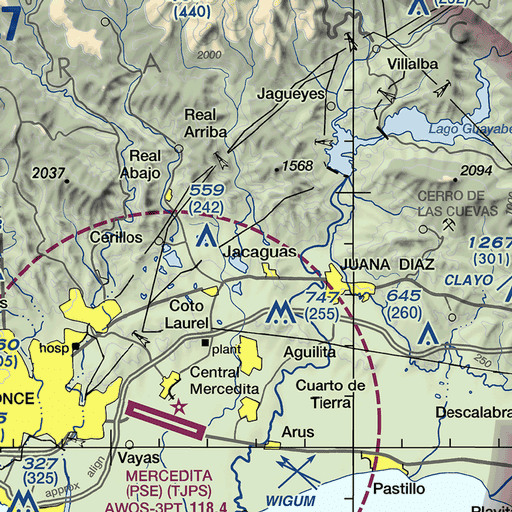 (440)
2000
Villalba
Jagueyes
Real
Arriba
Lago Guayabe
Real
Abajo
1568
2094
2037
559
(242)
CERRO DE
LAS CUEVAS
Cerillos
Jacaguas
1267
(301)
JUANA DIAZ
CLAYO
747
(255)
645
(260)
Coto
Laurel
hosp
plant
Aguilita
250
Central
Mercedita
Cuarto de
Tierra
ONCE
Descalabra
Arus
327
(325)
approx
align
Vayas
MERCEDITA
(PSE) (TJPS)
AWOS-3PT 118.4
WIGUM
Pastillo